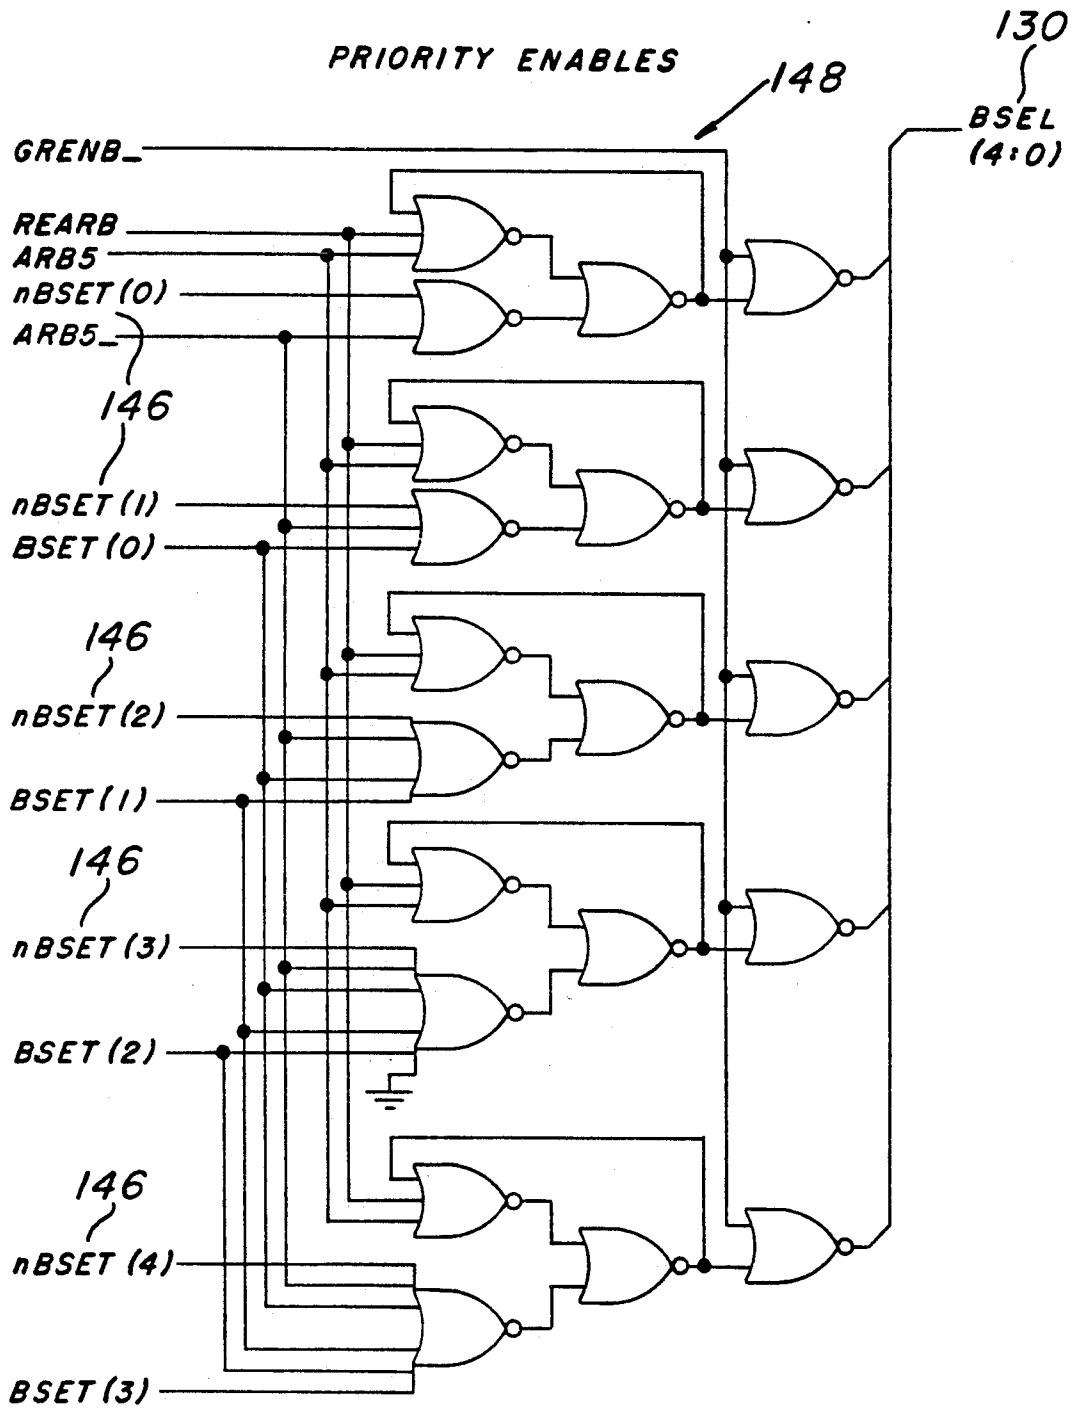 130
PRIORITY ENABLES
148
BSEL
(4:0)
GRENB_
REARB
ARB5
nBSET(0)
ARB5_
146
nBSET(1)
BSET(0)
146
nBSET(2)
BSET(1)
146
nBSET(3)
BSET(2)
146
nBSET(4)
BSET(3)